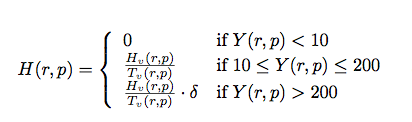 H(r,p) = { 0 if Y(r,p) < 10
H_v(r,p) / T_v(r,p) if 10 ≤ Y(r,p) ≤ 200
H_v(r,p) / T_v(r,p) · δ if Y(r,p) > 200